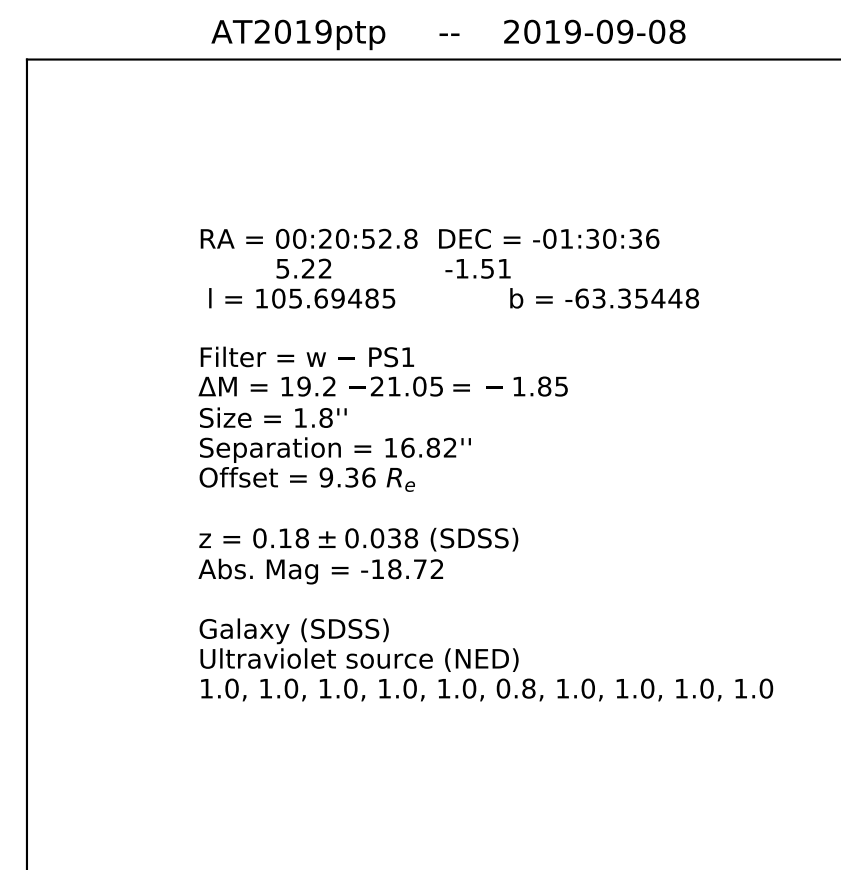 AT2019ptp -- 2019-09-08
RA = 00:20:52.8 DEC = -01:30:36
5.22 -1.51
l = 105.69485 b = -63.35448
Filter = w − PS1
ΔM = 19.2 −21.05 = − 1.85
Size = 1.8''
Separation = 16.82''
Offset = 9.36 Rₑ
z = 0.18 ± 0.038 (SDSS)
Abs. Mag = -18.72
Galaxy (SDSS)
Ultraviolet source (NED)
1.0, 1.0, 1.0, 1.0, 1.0, 0.8, 1.0, 1.0, 1.0, 1.0